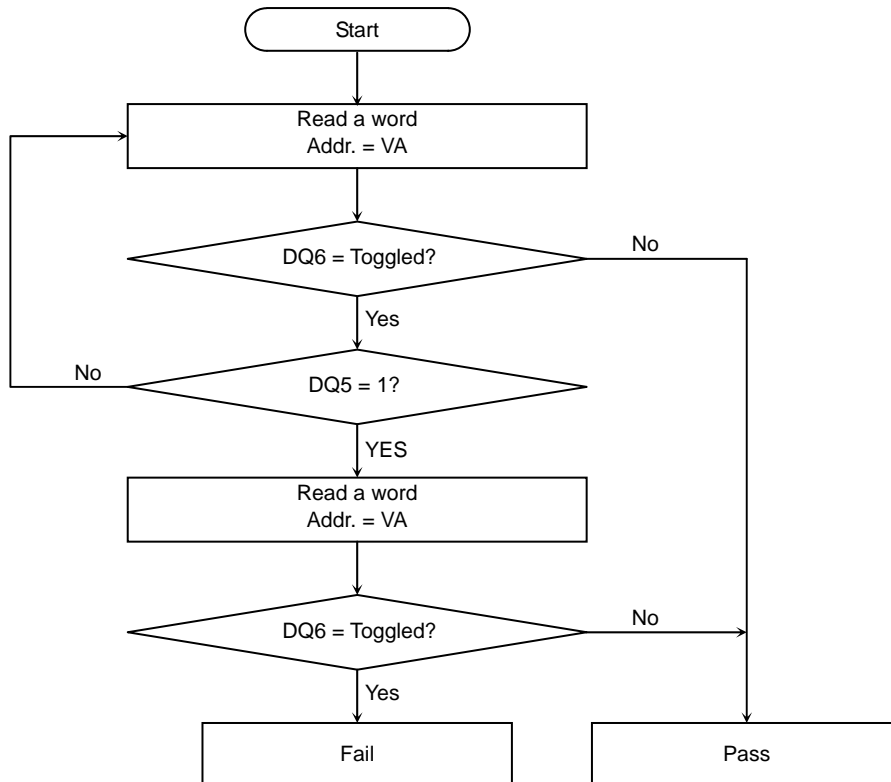 Start
Read a word
Addr. = VA
DQ6 = Toggled?
No
Yes
No
DQ5 = 1?
YES
Read a word
Addr. = VA
DQ6 = Toggled?
No
Yes
Fail
Pass